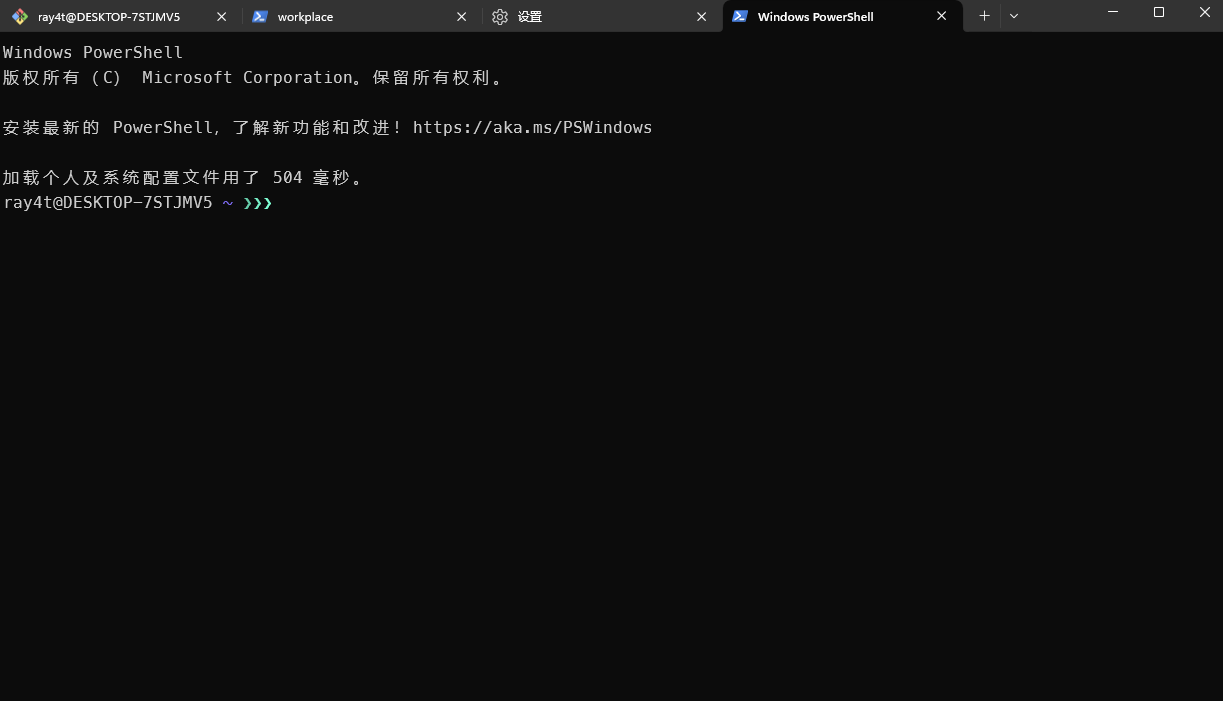 ray4t@DESKTOP-7STJMV5 workplace 设置 Windows PowerShell
Windows PowerShell
版权所有 (C) Microsoft Corporation。保留所有权利。
安装最新的 PowerShell，了解新功能和改进！https://aka.ms/PSWindows
加载个人及系统配置文件用了 504 毫秒。
ray4t@DESKTOP-7STJMV5 ~ ❯❯❯